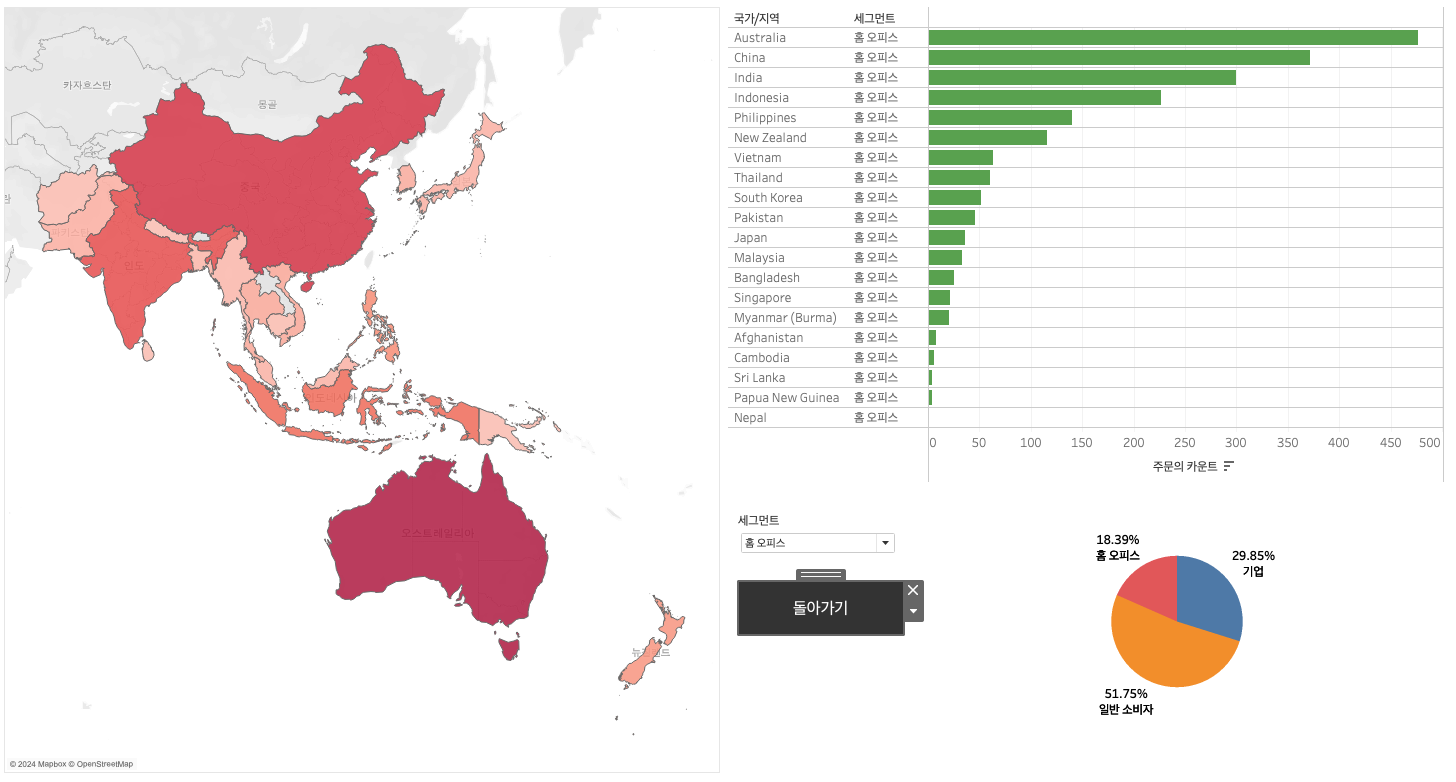 카자흐스탄
몽골
중국
파키스탄
인도
인도네시아
오스트레일리아
뉴질랜드
© 2024 Mapbox © OpenStreetMap
국가/지역 세그먼트
Australia 홈 오피스
China 홈 오피스
India 홈 오피스
Indonesia 홈 오피스
Philippines 홈 오피스
New Zealand 홈 오피스
Vietnam 홈 오피스
Thailand 홈 오피스
South Korea 홈 오피스
Pakistan 홈 오피스
Japan 홈 오피스
Malaysia 홈 오피스
Bangladesh 홈 오피스
Singapore 홈 오피스
Myanmar (Burma) 홈 오피스
Afghanistan 홈 오피스
Cambodia 홈 오피스
Sri Lanka 홈 오피스
Papua New Guinea 홈 오피스
Nepal 홈 오피스
0 50 100 150 200 250 300 350 400 450 500
주문의 카운트
세그먼트
홈 오피스
돌아가기
18.39%
홈 오피스
29.85%
기업
51.75%
일반 소비자